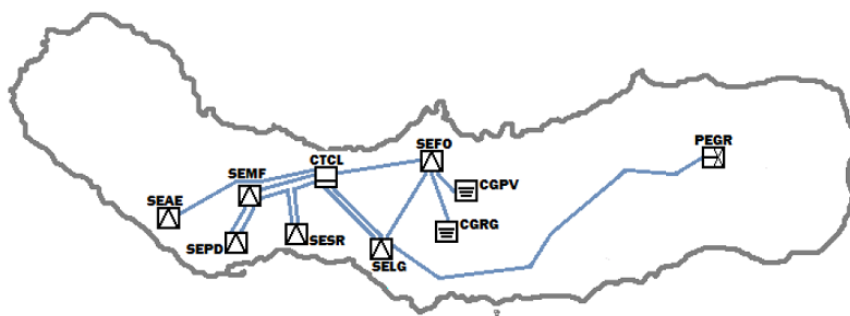 SEFO
PEGR
CTCL
SEMF
CGPV
SEAE
CGRG
SEPD
SESR
SELG